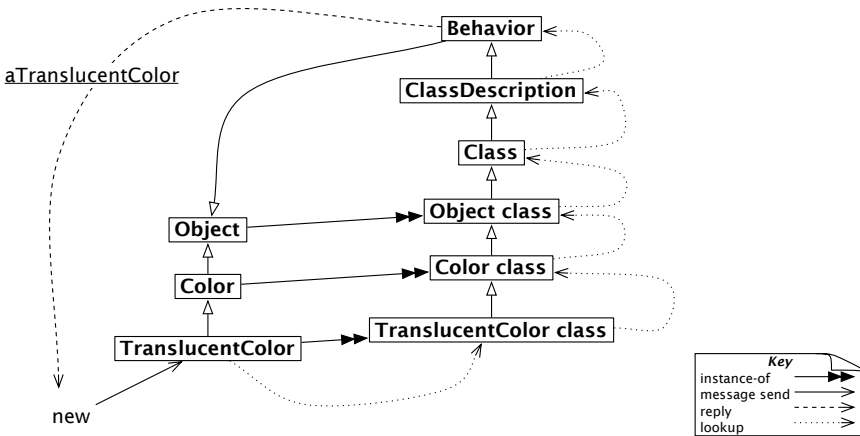 Behavior
aTranslucentColor
ClassDescription
Class
Object
Object class
Color
Color class
TranslucentColor
TranslucentColor class
new
Key
instance-of
message send
reply
lookup